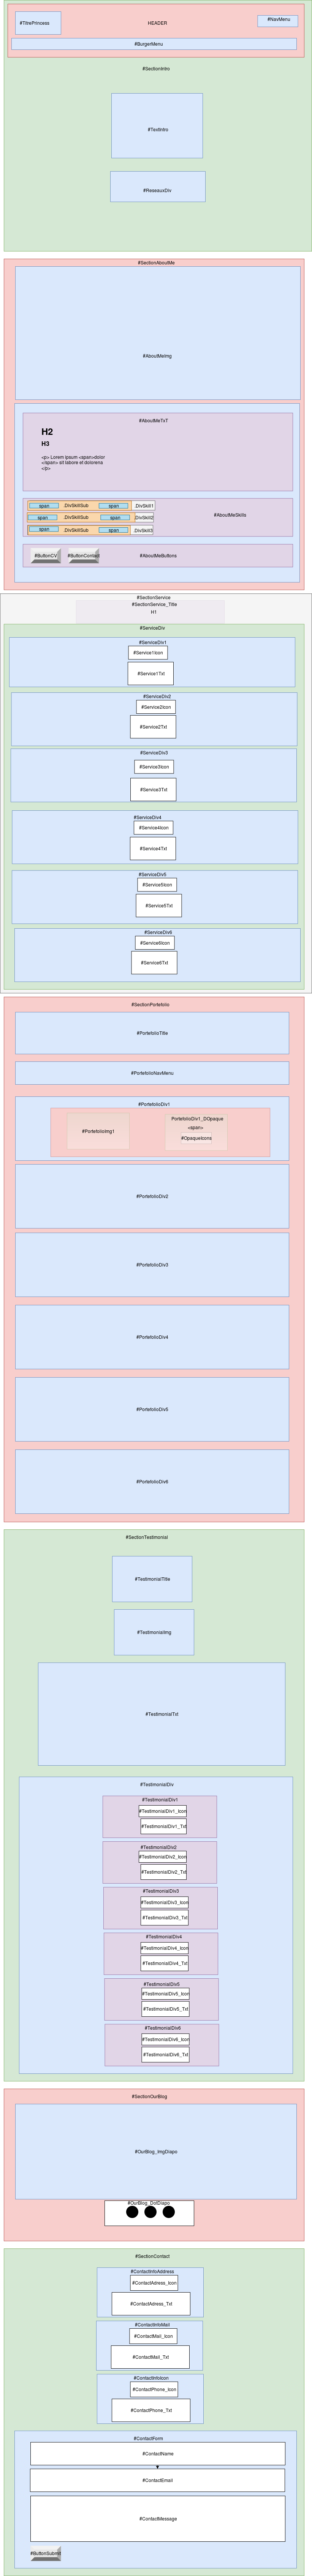 #TitrePrincess
HEADER
#NavMenu
#BurgerMenu
#SectionIntro
#TextIntro
#ReseauxDiv
#SectionAboutMe
#AboutMeImg
#AboutMeTxT
H2
H3
<p> Lorem ipsum <span>dolor
<span> sit labore et dolorena
<p>
span
.DivSkillSub
span
.DivSkill1
span
.DivSkillSub
span
.DivSkill2
#AboutMeSkills
span
.DivSkillSub
span
.DivSkill3
#ButtonCV
#ButtonContact
#AboutMeButtons
#SectionService
#SectionService_Title
H1
#ServiceDiv
#ServiceDiv1
#Service1Icon
#Service1Txt
#ServiceDiv2
#Service2Icon
#Service2Txt
#ServiceDiv3
#Service3Icon
#Service3Txt
#ServiceDiv4
#Service4Icon
#Service4Txt
#ServiceDiv5
#Service5Icon
#Service5Txt
#ServiceDiv6
#Service6Icon
#Service6Txt
#SectionPortefolio
#PortefolioTitle
#PortefolioNavMenu
#PortefolioDiv1
#PortefolioImg1
PortefolioDiv1_DOpaque
<span>
#OpaqueIcons
#PortefolioDiv2
#PortefolioDiv3
#PortefolioDiv4
#PortefolioDiv5
#PortefolioDiv6
#SectionTestimonial
#TestimonialTitle
#TestimonialImg
#TestimonialTxt
#TestimonialDiv
#TestimonialDiv1
#TestimonialDiv1_Icon
#TestimonialDiv1_Txt
#TestimonialDiv2
#TestimonialDiv2_Icon
#TestimonialDiv2_Txt
#TestimonialDiv3
#TestimonialDiv3_Icon
#TestimonialDiv3_Txt
#TestimonialDiv4
#TestimonialDiv4_Icon
#TestimonialDiv4_Txt
#TestimonialDiv5
#TestimonialDiv5_Icon
#TestimonialDiv5_Txt
#TestimonialDiv6
#TestimonialDiv6_Icon
#TestimonialDiv6_Txt
#SectionOurBlog
#OurBlog_ImgDiapo
#OurBlog_DotDiapo
#SectionContact
#ContactInfoAddress
#ContactAdress_Icon
#ContactAdress_Txt
#ContactInfoMail
#ContactMail_Icon
#ContactMail_Txt
#ContactInfoIcon
#ContactPhone_Icon
#ContactPhone_Txt
#ContactForm
#ContactName
#ContactEmail
#ContactMessage
#ButtonSubmit